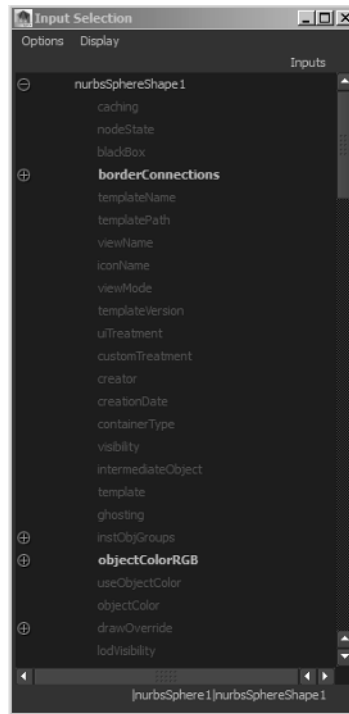 Input Selection
Options Display
Inputs
nurbsSphereShape1
caching
nodeState
blackBox
borderConnections
templateName
templatePath
viewName
iconName
viewMode
templateVersion
uiTreatment
customTreatment
creator
creationDate
containerType
visibility
intermediateObject
template
ghosting
instObjGroups
objectColorRGB
useObjectColor
objectColor
drawOverride
lodVisibility
|nurbsSphere1|nurbsSphereShape1